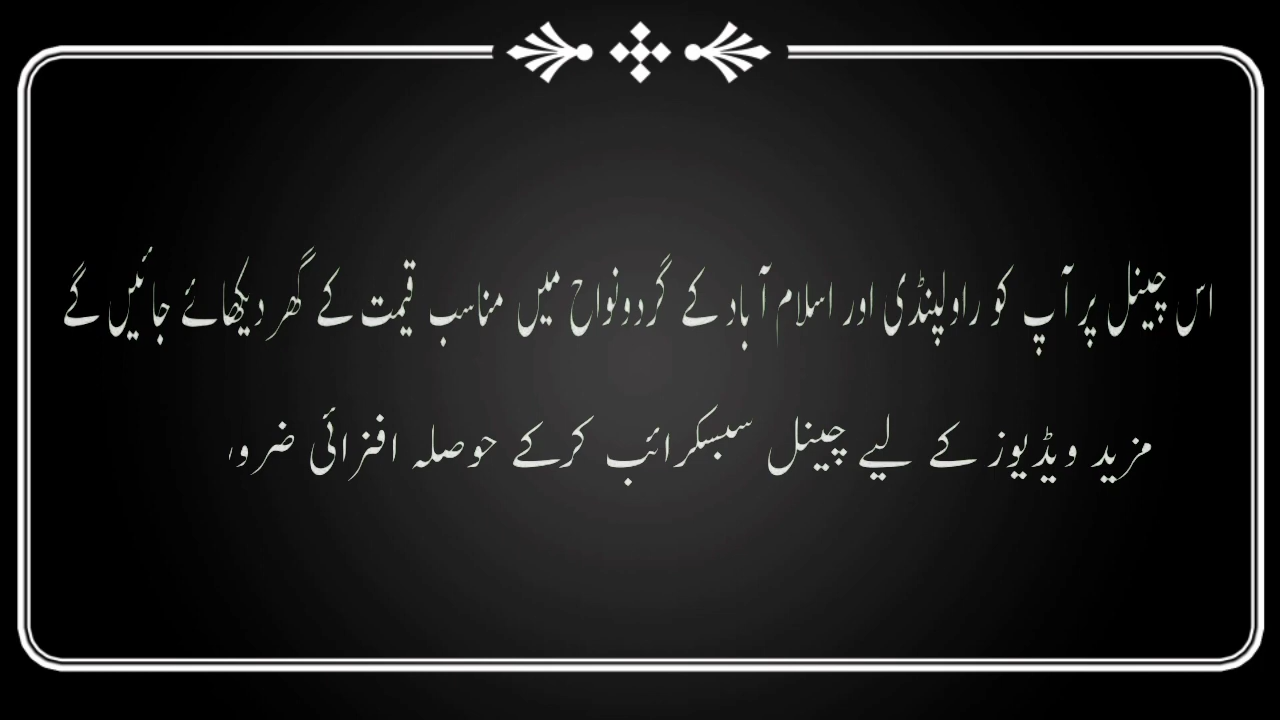 اس چینل پر آپ کو راولپنڈی اور اسلام آباد کے گردونواح میں مناسب قیمت کے گھر دیکھائے جائیں گے
مزید ویڈیوز کے لیے چینل سبسکرائب کرکے حوصلہ افزائی ضرو